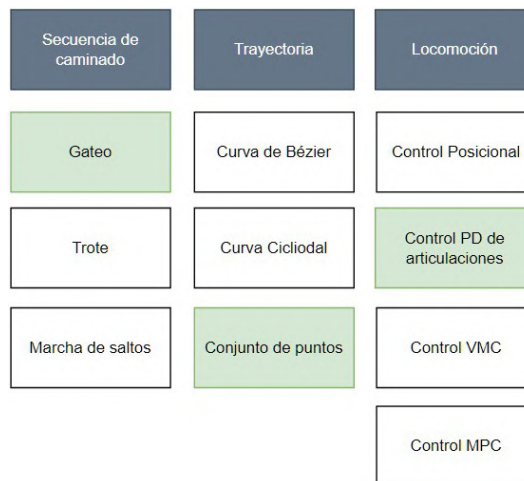 Secuencia de
caminado
Trayectoria
Locomoción
Gateo
Curva de Bézier
Control Posicional
Trote
Curva Cicliodal
Control PD de
articulaciones
Marcha de saltos
Conjunto de puntos
Control VMC
Control MPC